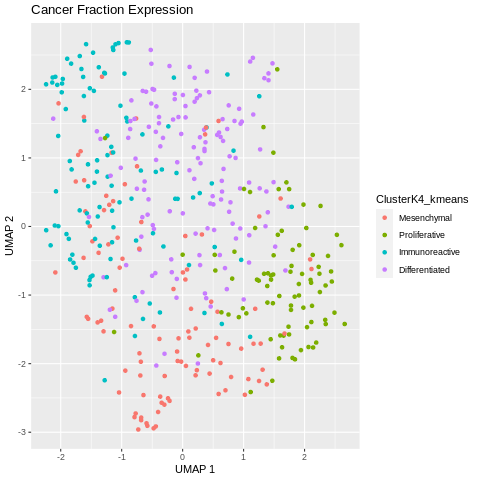 Cancer Fraction Expression
2
1
0
-1
-2
-3
UMAP 2
-2
-1
0
1
2
UMAP 1
ClusterK4_kmeans
Mesenchymal
Proliferative
Immunoreactive
Differentiated